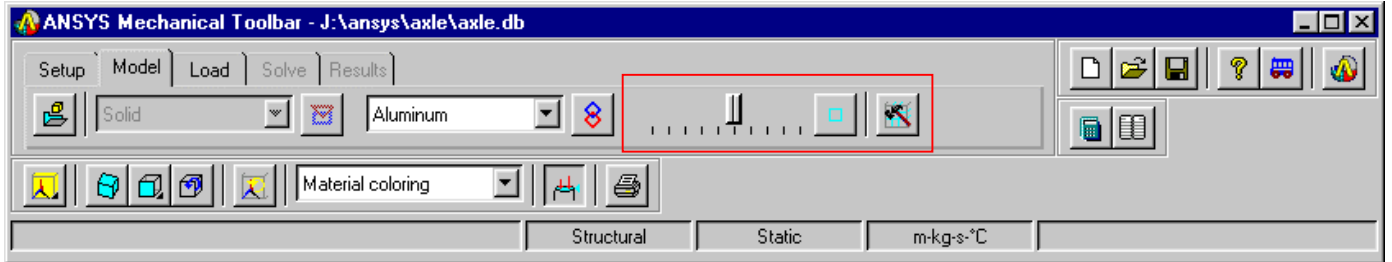 ANSYS Mechanical Toolbar - J:\ansys\axle\axle.db
Setup Model Load Solve Results
Solid Aluminum
Material coloring
Structural Static m-kg-s-°C